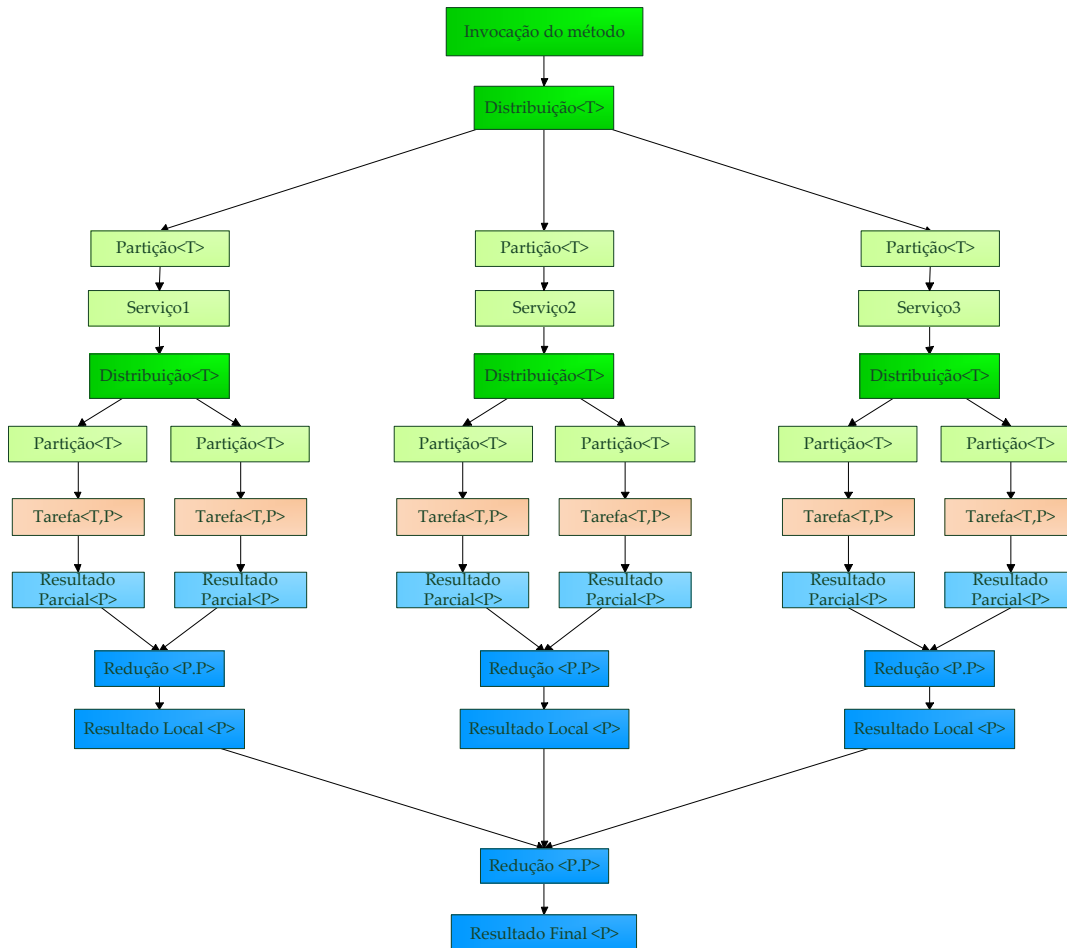 Invocação do método
Distribuição<T>
Partição<T>
Partição<T>
Partição<T>
Serviço1
Serviço2
Serviço3
Distribuição<T>
Distribuição<T>
Distribuição<T>
Partição<T>
Partição<T>
Partição<T>
Partição<T>
Partição<T>
Partição<T>
Tarefa<T,P>
Tarefa<T,P>
Tarefa<T,P>
Tarefa<T,P>
Tarefa<T,P>
Tarefa<T,P>
Resultado
Parcial<P>
Resultado
Parcial<P>
Resultado
Parcial<P>
Resultado
Parcial<P>
Resultado
Parcial<P>
Resultado
Parcial<P>
Redução <P.P>
Redução <P.P>
Redução <P.P>
Resultado Local <P>
Resultado Local <P>
Resultado Local <P>
Redução <P.P>
Resultado Final <P>